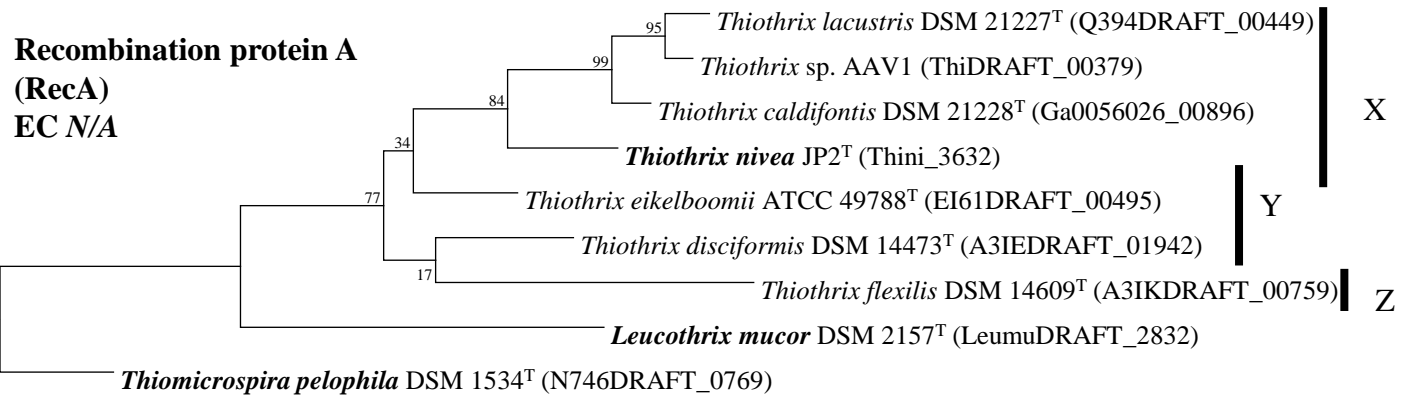 Thiothrix lacustris DSM 21227ᵀ (Q394DRAFT_00449)
95
Recombination protein A
(RecA)
EC N/A
Thiothrix sp. AAV1 (ThiDRAFT_00379)
99
Thiothrix caldifontis DSM 21228ᵀ (Ga0056026_00896)
X
84
Thiothrix nivea JP2ᵀ (Thini_3632)
34
Thiothrix eikelboomii ATCC 49788ᵀ (EI61DRAFT_00495)
Y
77
Thiothrix disciformis DSM 14473ᵀ (A3IEDRAFT_01942)
17
Thiothrix flexilis DSM 14609ᵀ (A3IKDRAFT_00759)
Z
Leucothrix mucor DSM 2157ᵀ (LeumuDRAFT_2832)
Thiomicrospira pelophila DSM 1534ᵀ (N746DRAFT_0769)